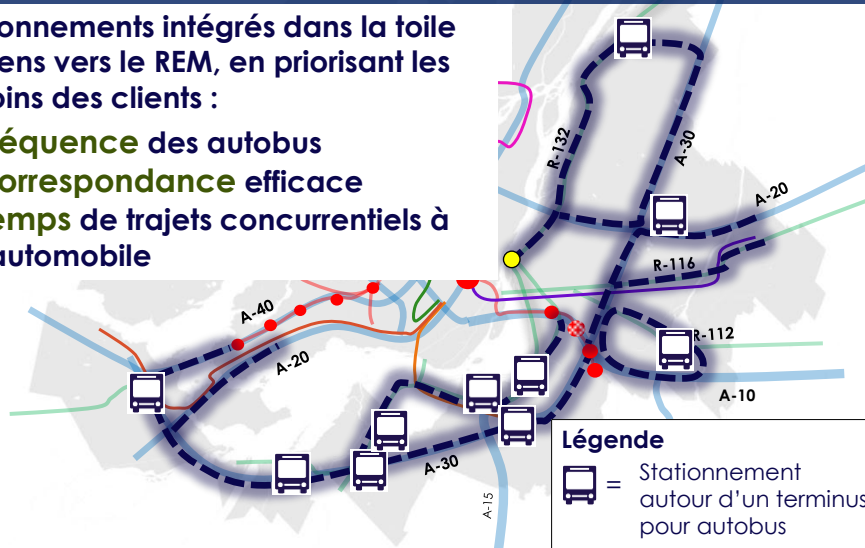 onnements intégrés dans la toile
ens vers le REM, en priorisant les
oins des clients :
équence des autobus
orrespondance efficace
emps de trajets concurrentiels à
automobile
R-132
A-30
A-20
R-116
A-40
A-20
R-112
A-10
A-30
A-15
Légende
= Stationnement
autour d'un terminus
pour autobus